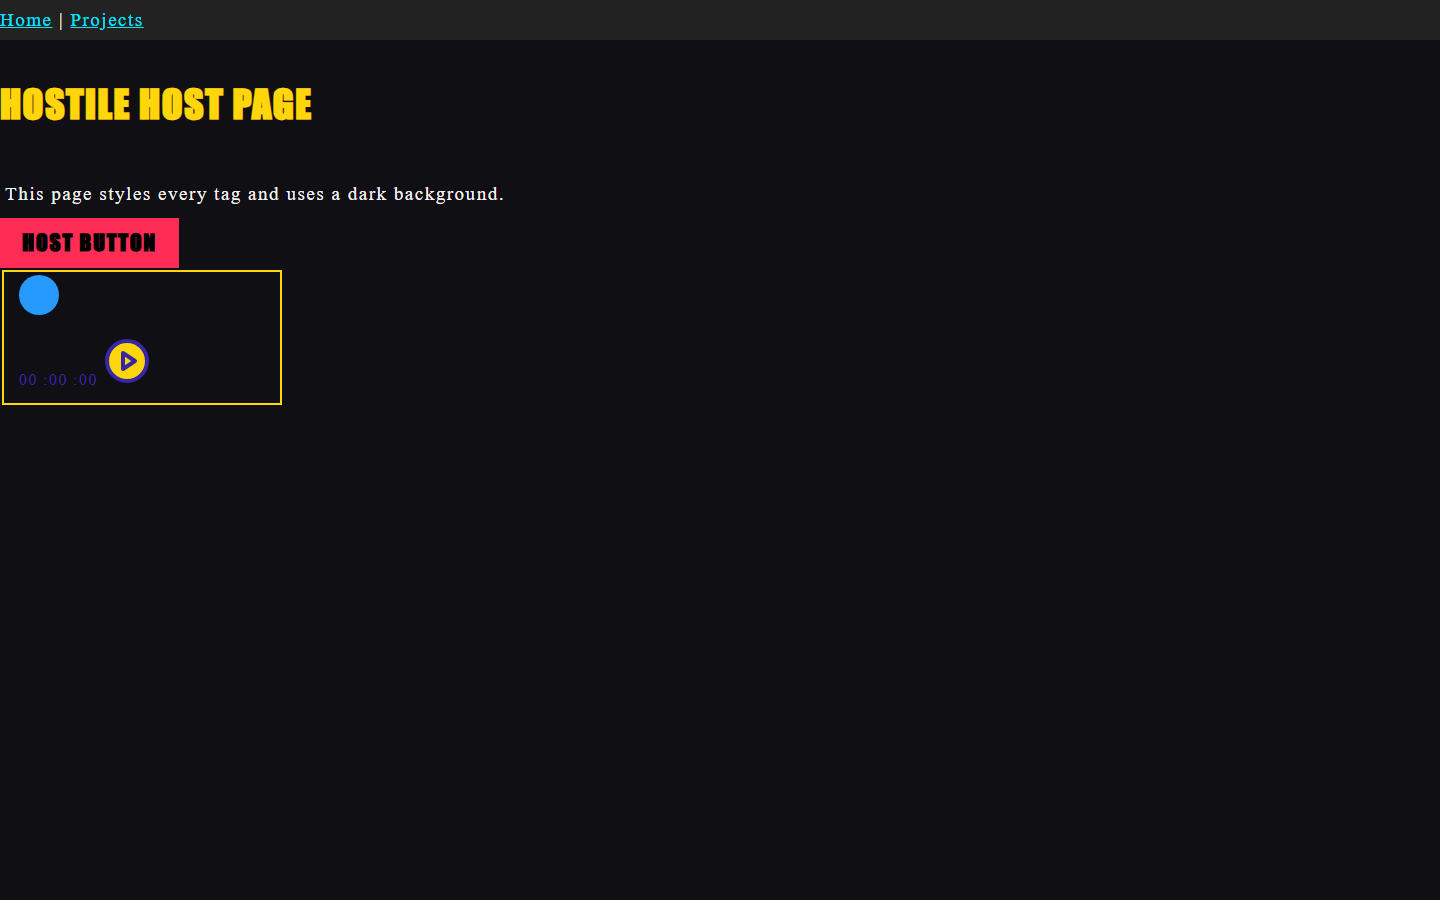 Home | Projects
HOSTILE HOST PAGE
This page styles every tag and uses a dark background.
HOST BUTTON
00 :00 :00